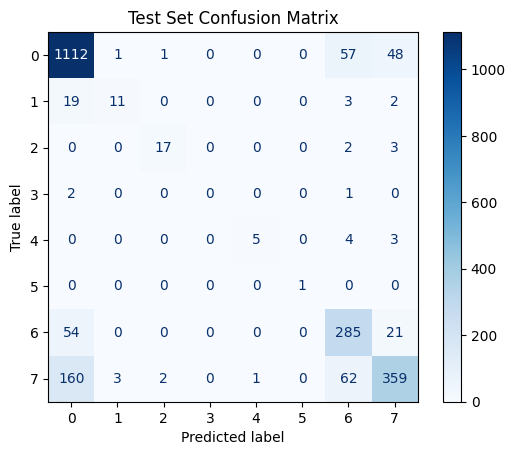 Test Set Confusion Matrix
0 1112 1 1 0 0 0 57 48
1 19 11 0 0 0 0 3 2
2 0 0 17 0 0 0 2 3
3 2 0 0 0 0 0 1 0
4 0 0 0 0 5 0 4 3
5 0 0 0 0 0 1 0 0
6 54 0 0 0 0 0 285 21
7 160 3 2 0 1 0 62 359
0 1 2 3 4 5 6 7
Predicted label
True label
1000
800
600
400
200
0